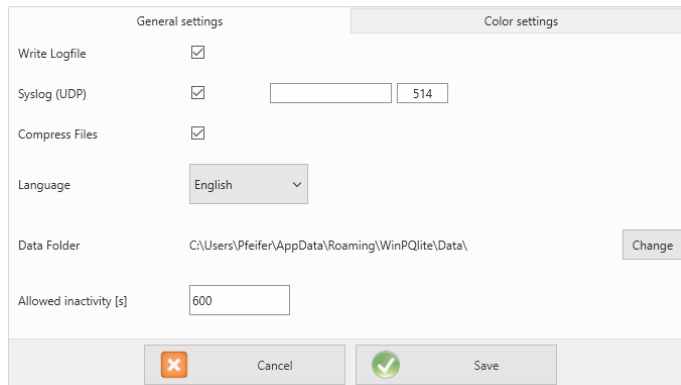 General settings
Color settings
Write Logfile
Syslog (UDP) 514
Compress Files
Language English
Data Folder C:\Users\Pfeifer\AppData\Roaming\WinPQlite\Data\ Change
Allowed inactivity [s] 600
Cancel Save